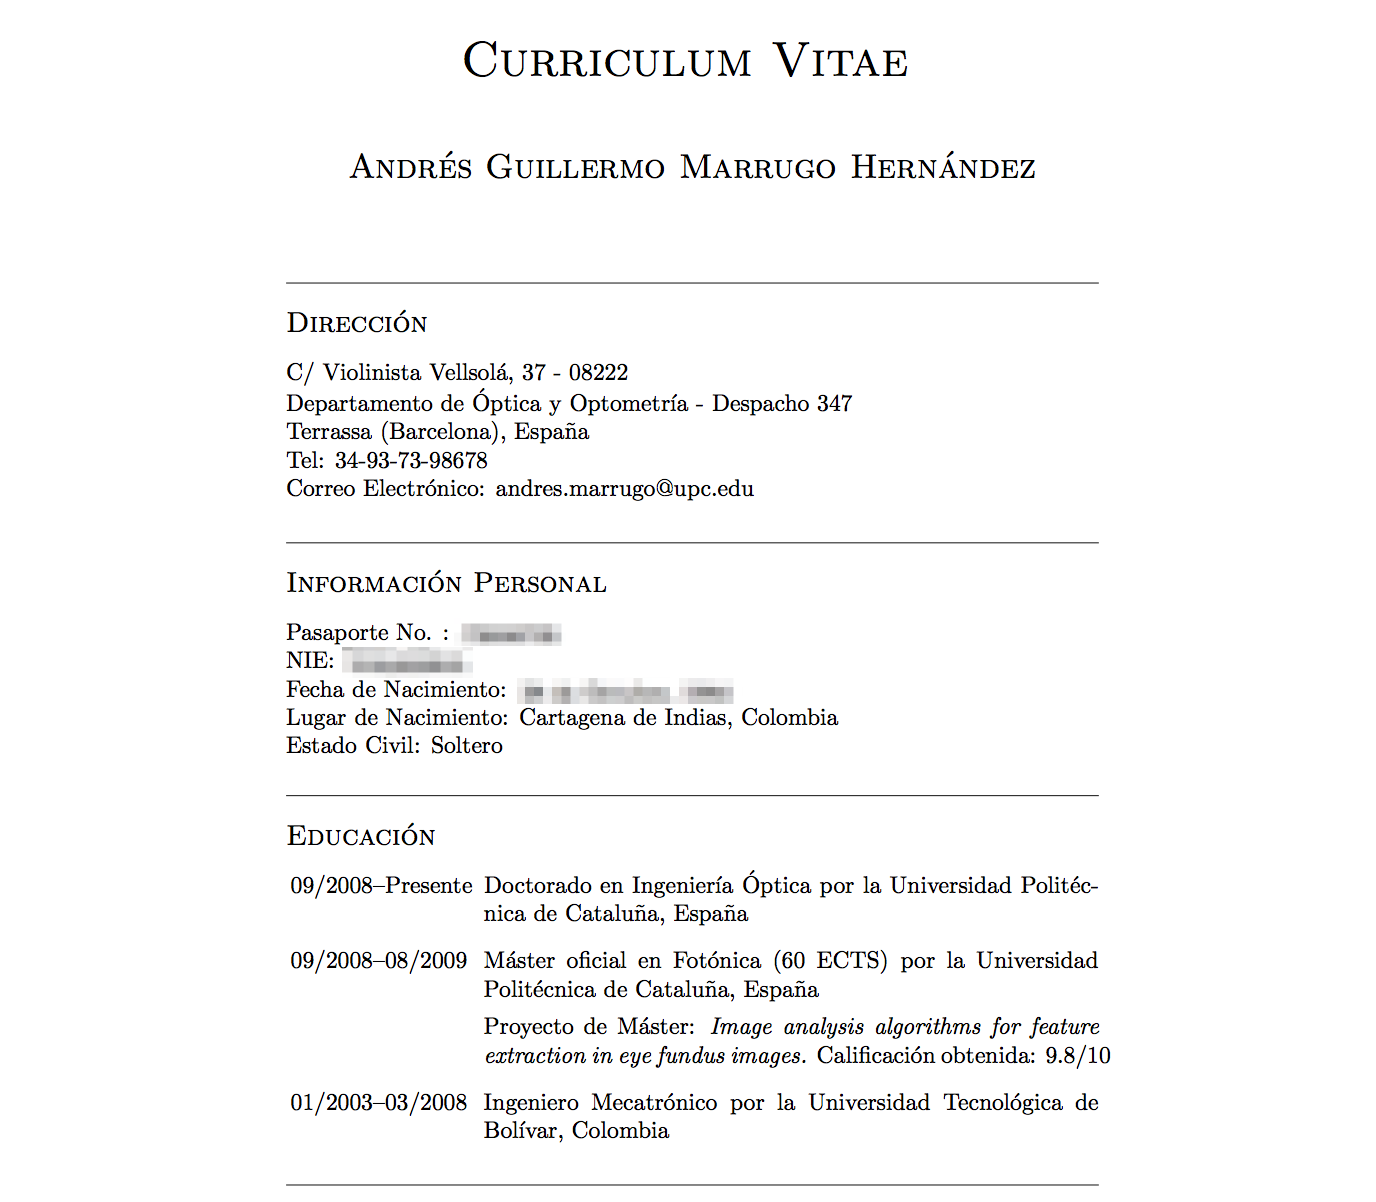 Curriculum Vitae
Andrés Guillermo Marrugo Hernández
Dirección
C/ Violinista Vellsolá, 37 - 08222
Departamento de Óptica y Optometría - Despacho 347
Terrassa (Barcelona), España
Tel: 34-93-73-98678
Correo Electrónico: andres.marrugo@upc.edu
Información Personal
Pasaporte No. :
NIE:
Fecha de Nacimiento:
Lugar de Nacimiento: Cartagena de Indias, Colombia
Estado Civil: Soltero
Educación
09/2008–Presente Doctorado en Ingeniería Óptica por la Universidad Politéc-
nica de Cataluña, España
09/2008–08/2009 Máster oficial en Fotónica (60 ECTS) por la Universidad
Politécnica de Cataluña, España
Proyecto de Máster: Image analysis algorithms for feature
extraction in eye fundus images. Calificación obtenida: 9.8/10
01/2003–03/2008 Ingeniero Mecatrónico por la Universidad Tecnológica de
Bolívar, Colombia